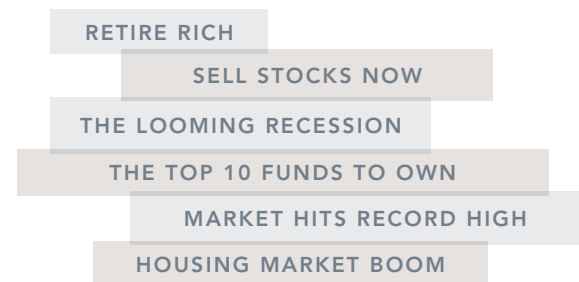 RETIRE RICH
SELL STOCKS NOW
THE LOOMING RECESSION
THE TOP 10 FUNDS TO OWN
MARKET HITS RECORD HIGH
HOUSING MARKET BOOM